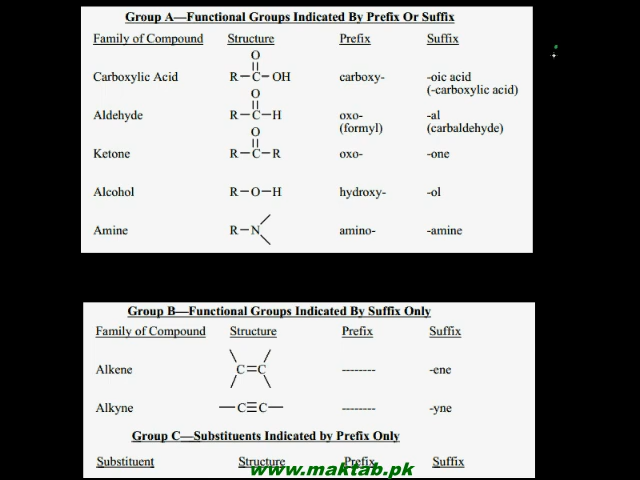 Group A—Functional Groups Indicated By Prefix Or Suffix
Family of Compound Structure Prefix Suffix
O
Carboxylic Acid R—C—OH carboxy- -oic acid
(-carboxylic acid)
O
Aldehyde R—C—H oxo- -al
(formyl) (carbaldehyde)
O
Ketone R—C—R oxo- -one
Alcohol R—O—H hydroxy- -ol
Amine R—N amino- -amine
Group B—Functional Groups Indicated By Suffix Only
Family of Compound Structure Prefix Suffix
Alkene C=C -------- -ene
Alkyne —C≡C— -------- -yne
Group C—Substituents Indicated by Prefix Only
Substituent Structure Prefix Suffix
www.maktab.pk